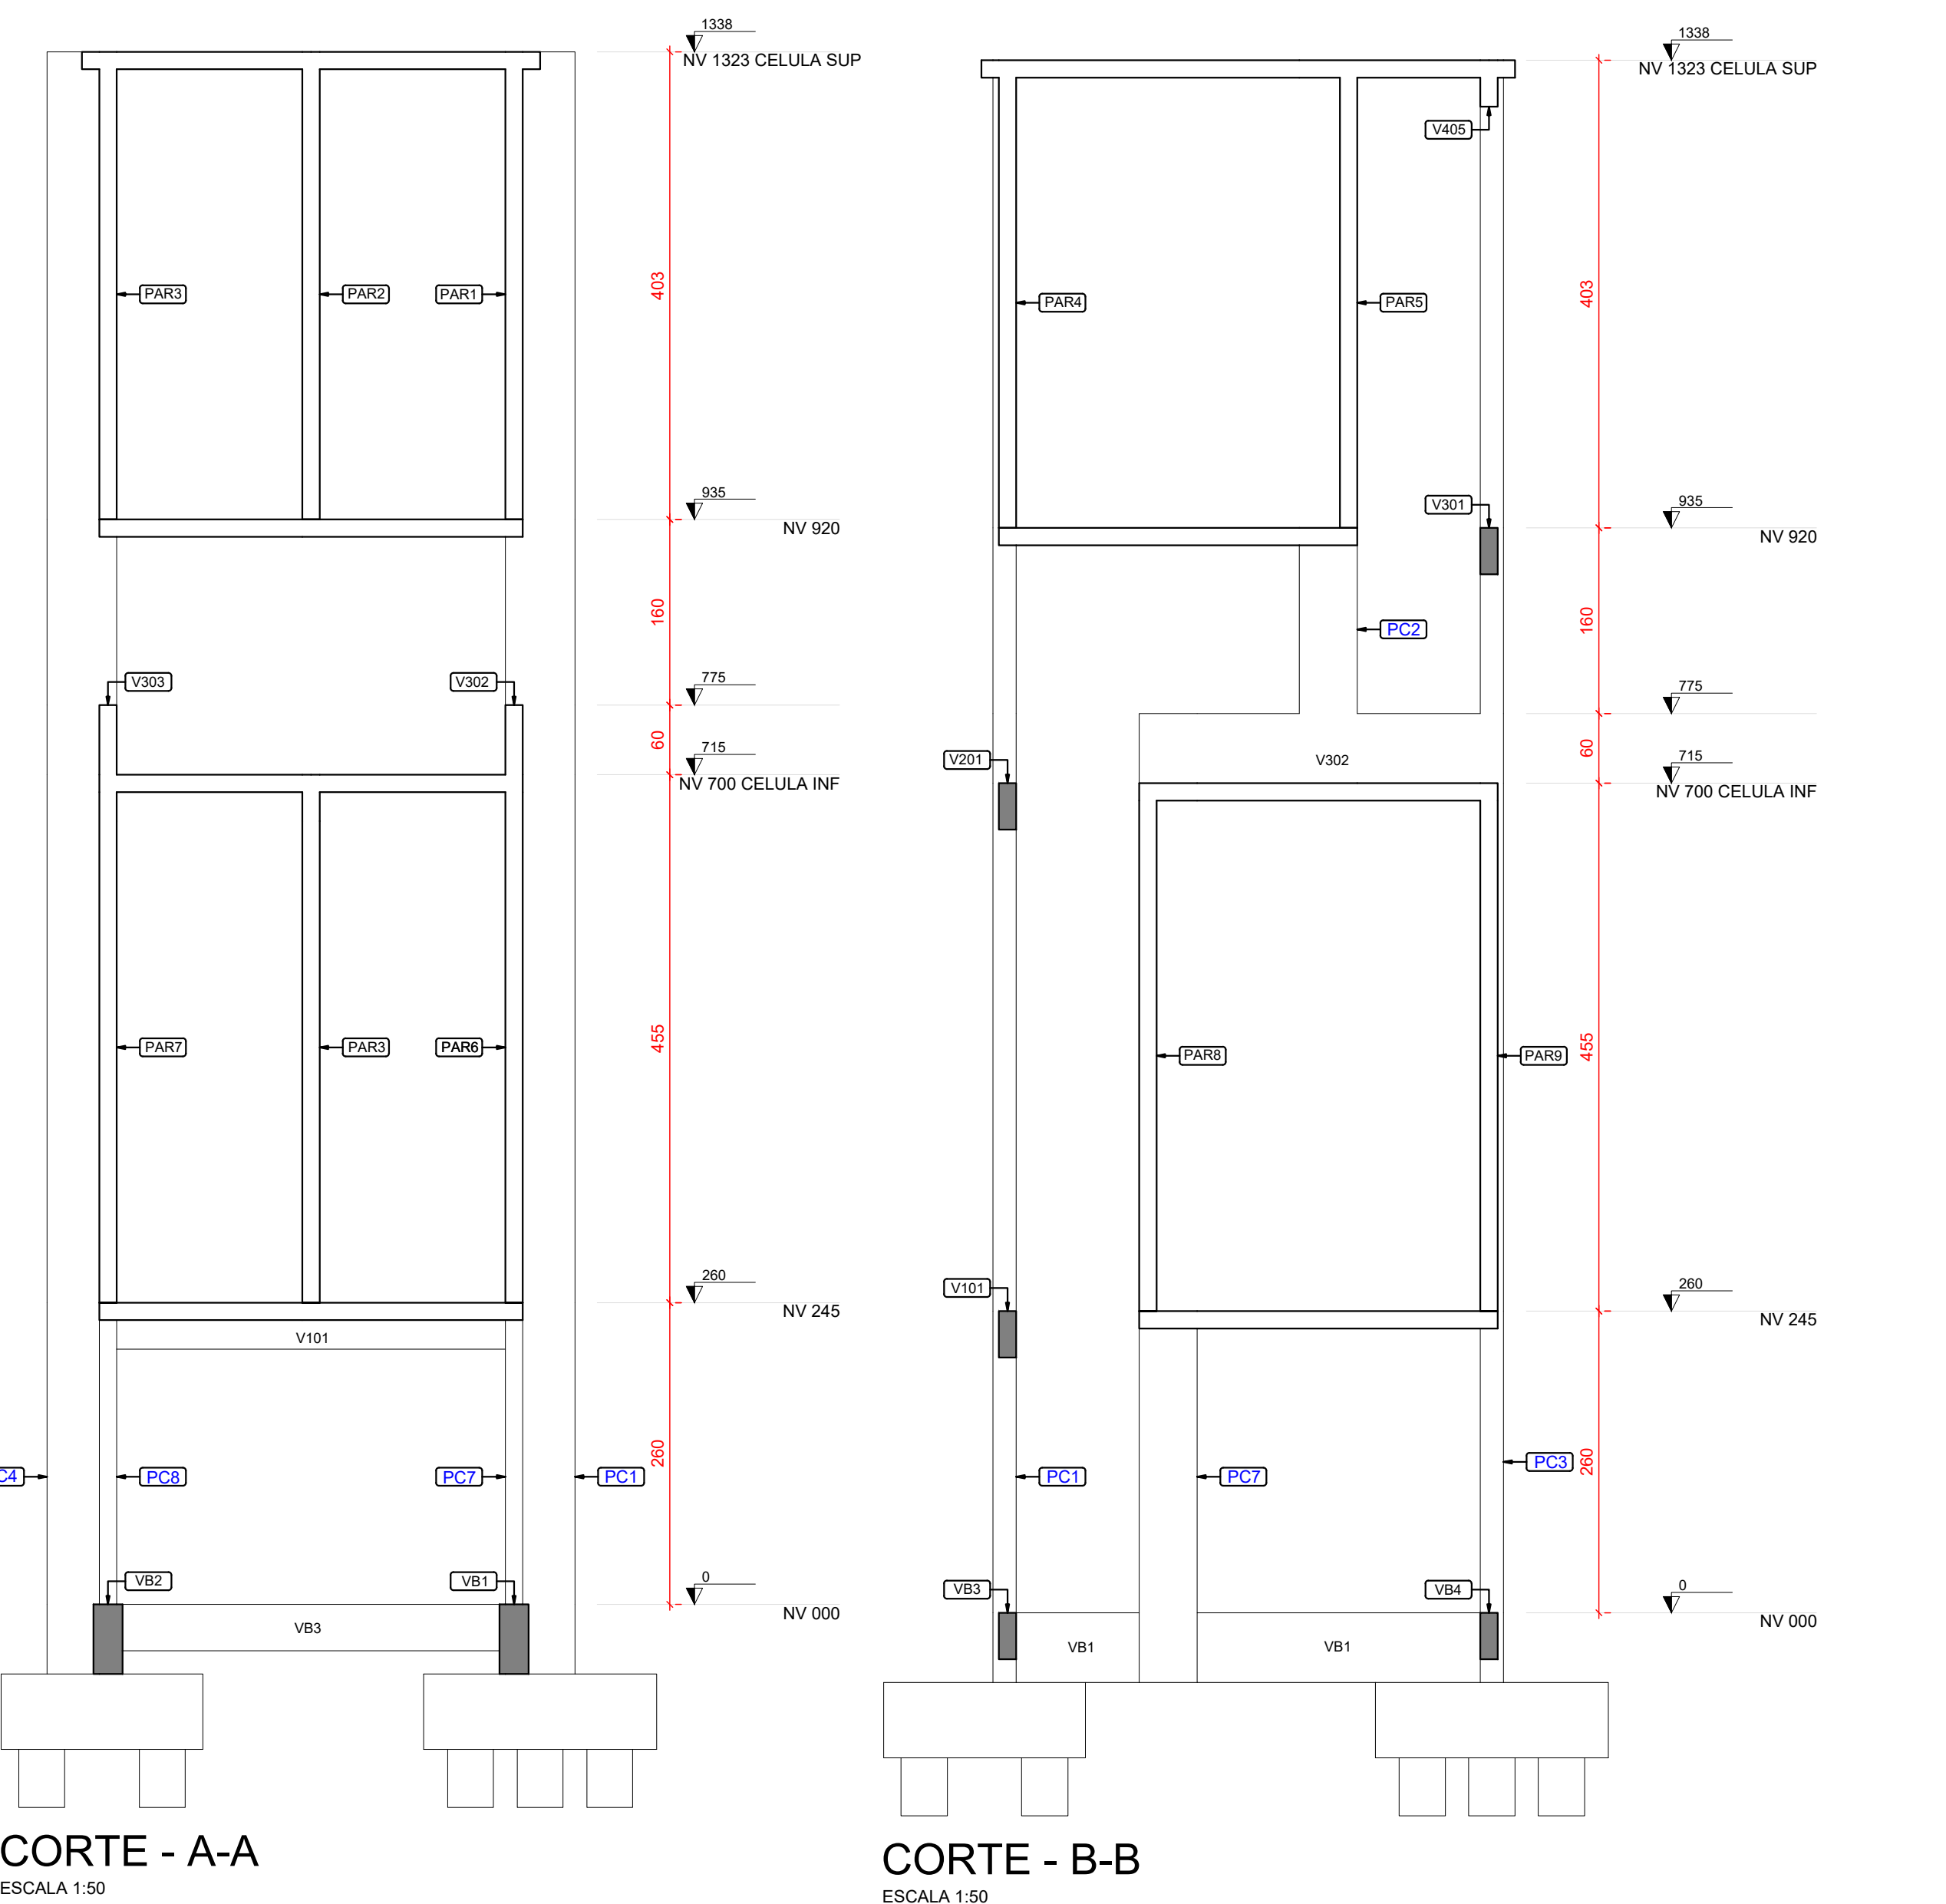 1338
NV 1323 CELULA SUP
PAR3
PAR2
PAR1
403
935
NV 920
160
V303
V302
775
60
715
NV 700 CELULA INF
PAR7
PAR3
PAR6
455
260
NV 245
V101
260
PC8
PC7
PC1
VB2
VB1
0
NV 000
VB3
CORTE - A-A
ESCALA 1:50
1338
NV 1323 CELULA SUP
V405
403
PAR4
PAR5
V301
935
NV 920
160
PC2
775
V201
V302
60
715
NV 700 CELULA INF
455
PAR8
PAR9
V101
260
NV 245
PC1
PC7
PC3
260
VB3
VB4
0
NV 000
VB1
VB1
CORTE - B-B
ESCALA 1:50